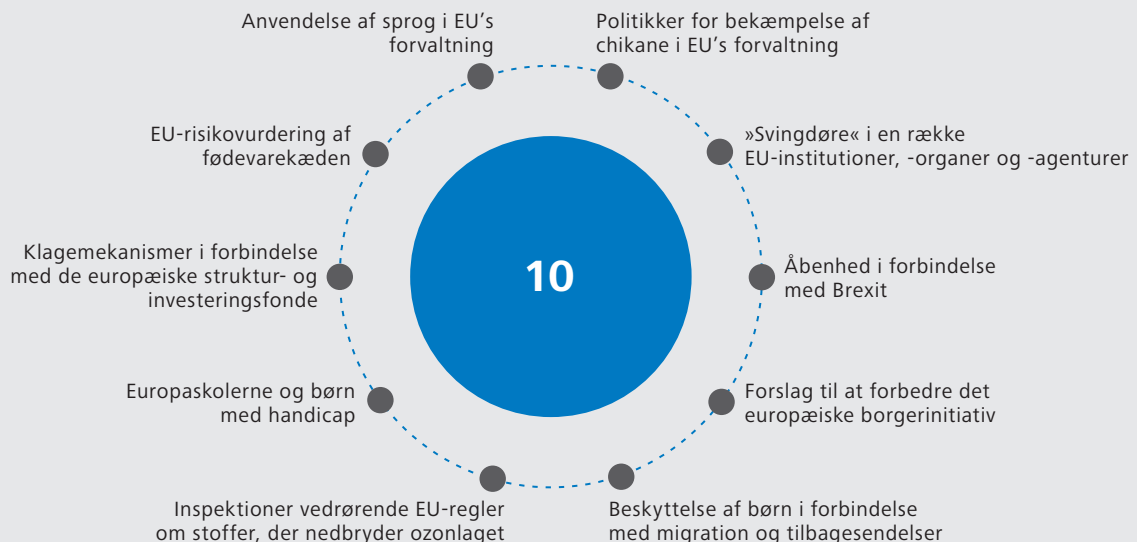 Anvendelse af sprog i EU's
forvaltning
Politikker for bekæmpelse af
chikane i EU's forvaltning
EU-risikovurdering af
fødevarekæden
»Svingdøre« i en række
EU-institutioner, -organer og -agenturer
Klagemekanismer i forbindelse
med de europæiske struktur- og
investeringsfonde
10
Åbenhed i forbindelse
med Brexit
Europaskolerne og børn
med handicap
Forslag til at forbedre det
europæiske borgerinitiativ
Inspektioner vedrørende EU-regler
om stoffer, der nedbryder ozonlaget
Beskyttelse af børn i forbindelse
med migration og tilbagesendelser